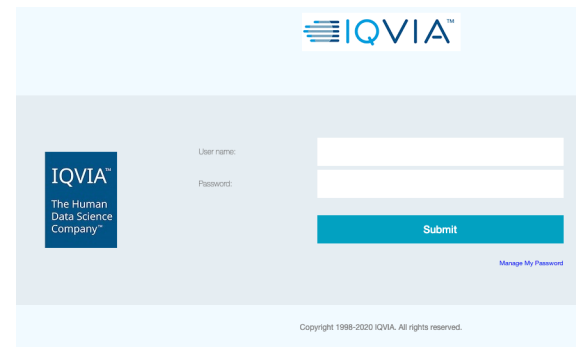 IQVIA™
IQVIA™
The Human
Data Science
Company™
User name:
Password:
Submit
Manage My Password
Copyright 1998-2020 IQVIA. All rights reserved.